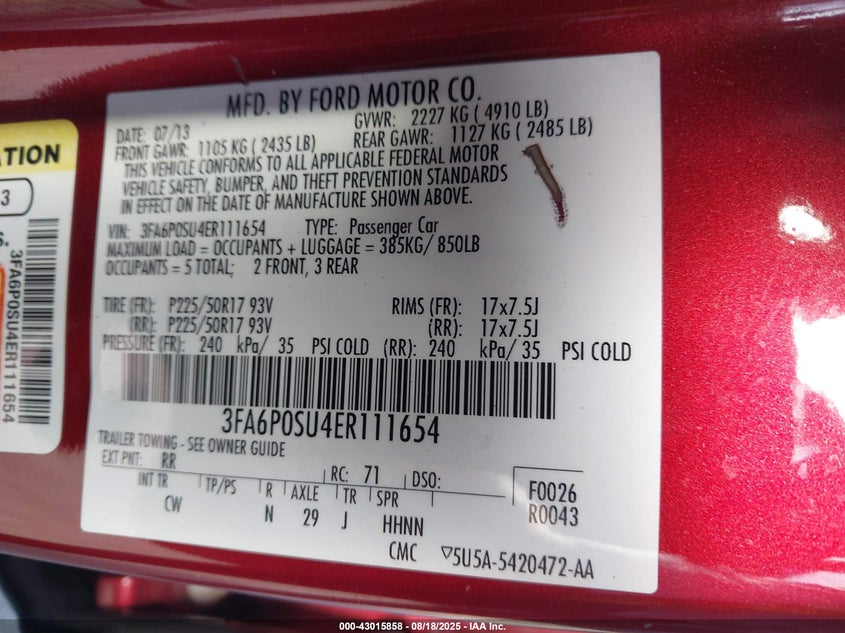 MFD. BY FORD MOTOR CO.
DATE: 07/13 GVWR: 2227 KG ( 4910 LB)
FRONT GAWR: 1105 KG ( 2435 LB) REAR GAWR: 1127 KG ( 2485 LB)
THIS VEHICLE CONFORMS TO ALL APPLICABLE FEDERAL MOTOR
VEHICLE SAFETY, BUMPER, AND THEFT PREVENTION STANDARDS
IN EFFECT ON THE DATE OF MANUFACTURE SHOWN ABOVE.
VIN: 3FA6P0SU4ER111654 TYPE: Passenger Car
MAXIMUM LOAD = OCCUPANTS + LUGGAGE = 385KG/ 850LB
OCCUPANTS = 5 TOTAL; 2 FRONT, 3 REAR
TIRE (FR): P225/50R17 93V RIMS (FR): 17x7.5J
(RR): P225/50R17 93V (RR): 17x7.5J
PRESSURE (FR): 240 kPa/ 35 PSI COLD (RR): 240 kPa/ 35 PSI COLD
3FA6P0SU4ER111654
TRAILER TOWING - SEE OWNER GUIDE
EXT PNT: RR RC: 71 DSO: F0026
INT TR TP/PS R AXLE TR SPR R0043
CW N 29 J HHNN
CMC ▽5U5A-5420472-AA
ATION
3
S.
3FA6P0SU4ER111654
000-43015858 - 08/18/2025 - IAA Inc.